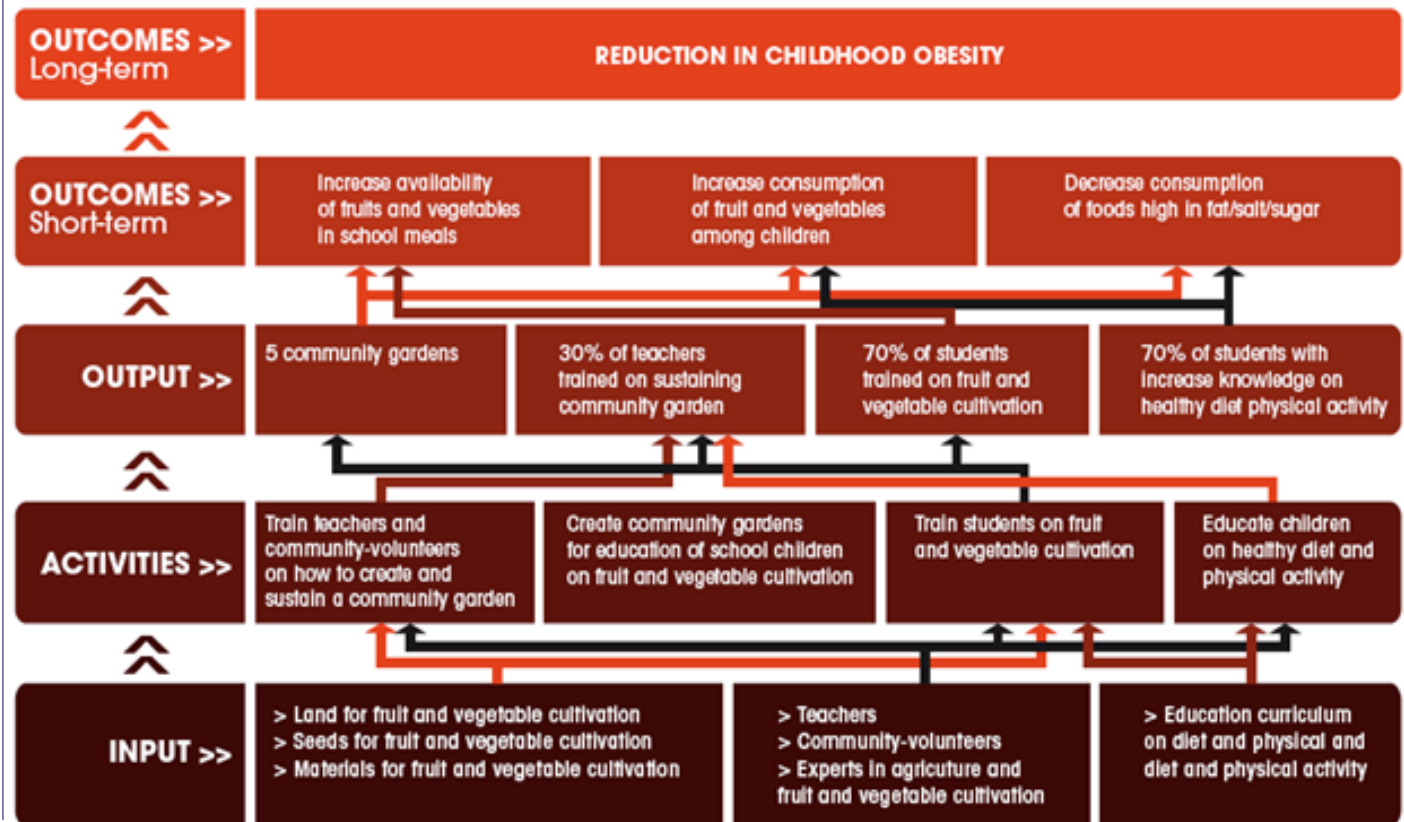 OUTCOMES >>
Long-term
REDUCTION IN CHILDHOOD OBESITY
OUTCOMES >>
Short-term
Increase availability
of fruits and vegetables
in school meals
Increase consumption
of fruit and vegetables
among children
Decrease consumption
of foods high in fat/salt/sugar
OUTPUT >>
5 community gardens
30% of teachers
trained on sustaining
community garden
70% of students
trained on fruit and
vegetable cultivation
70% of students with
increase knowledge on
healthy diet physical activity
ACTIVITIES >>
Train teachers and
community-volunteers
on how to create and
sustain a community garden
Create community gardens
for education of school children
on fruit and vegetable cultivation
Train students on fruit
and vegetable cultivation
Educate children
on healthy diet and
physical activity
INPUT >>
> Land for fruit and vegetable cultivation
> Seeds for fruit and vegetable cultivation
> Materials for fruit and vegetable cultivation
> Teachers
> Community-volunteers
> Experts in agricuture and
fruit and vegetable cultivation
> Education curriculum
on diet and physical and
diet and physical activity